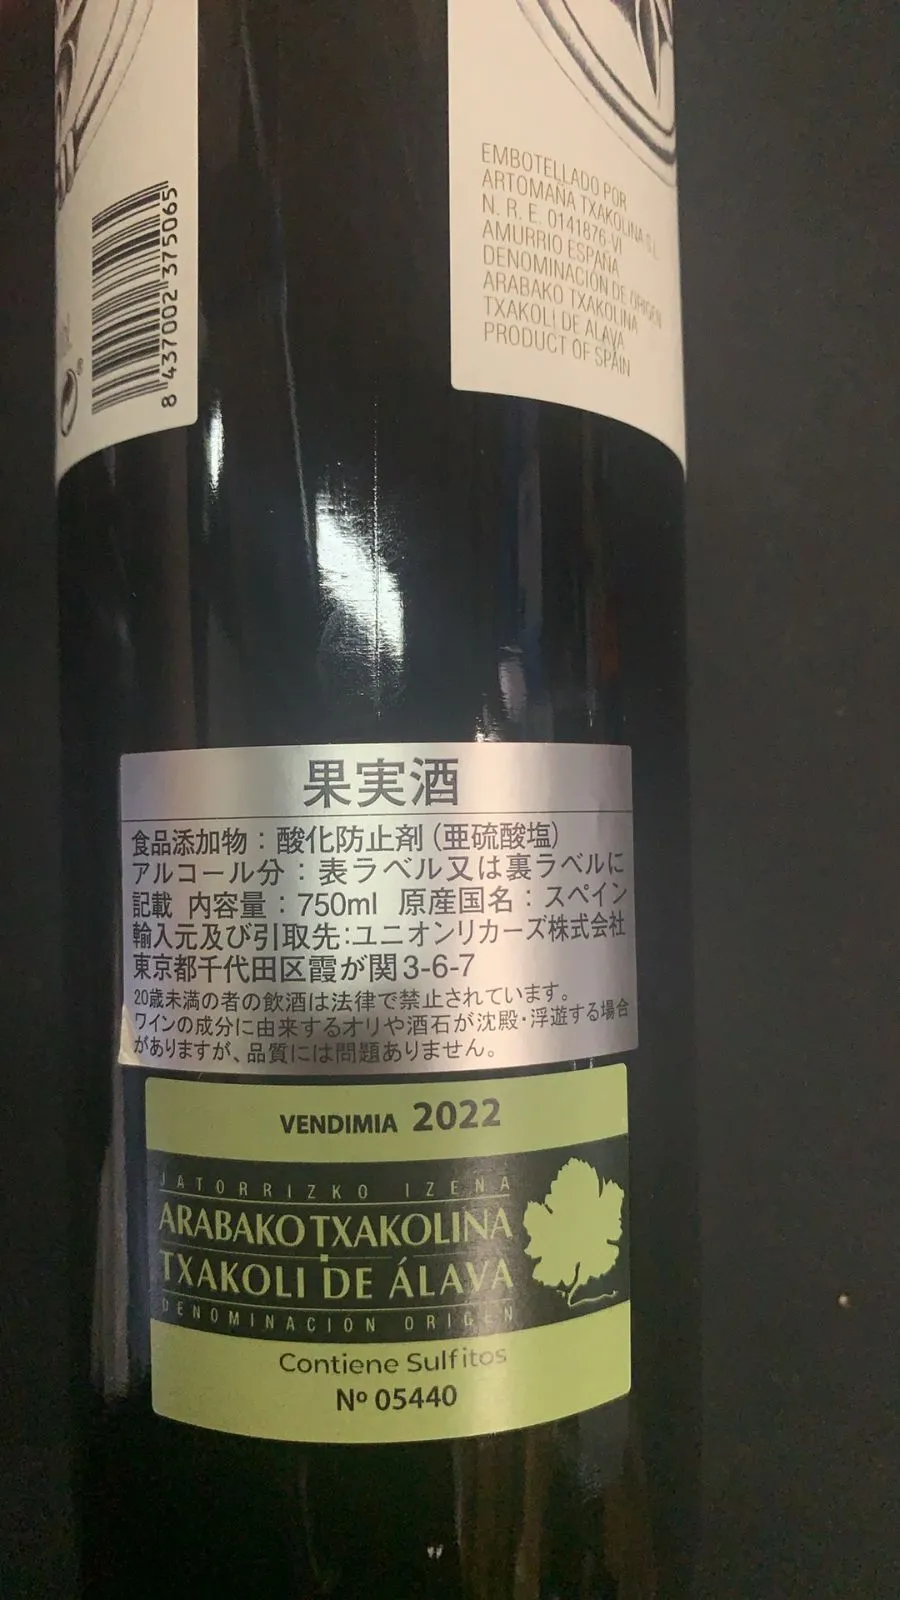 8 437002 375065
EMBOTELLADO POR
ARTOMAÑA TXAKOLINA S.L.
N. R. E. 0141876-VI
AMURRIO ESPAÑA
DENOMINACIÓN DE ORIGEN
ARABAKO TXAKOLINA
TXAKOLI DE ALAVA
PRODUCT OF SPAIN
果実酒
食品添加物：酸化防止剤（亜硫酸塩）
アルコール分：表ラベル又は裏ラベルに
記載 内容量：750ml 原産国名：スペイン
輸入元及び引取先：ユニオンリカーズ株式会社
東京都千代田区霞が関3-6-7
20歳未満の者の飲酒は法律で禁止されています。
ワインの成分に由来するオリや酒石が沈殿・浮遊する場合
がありますが、品質には問題ありません。
VENDIMIA 2022
JATORRIZKO IZENA
ARABAKO TXAKOLINA
TXAKOLI DE ÁLAVA
DENOMINACIÓN ORIGEN
Contiene Sulfitos
Nº 05440